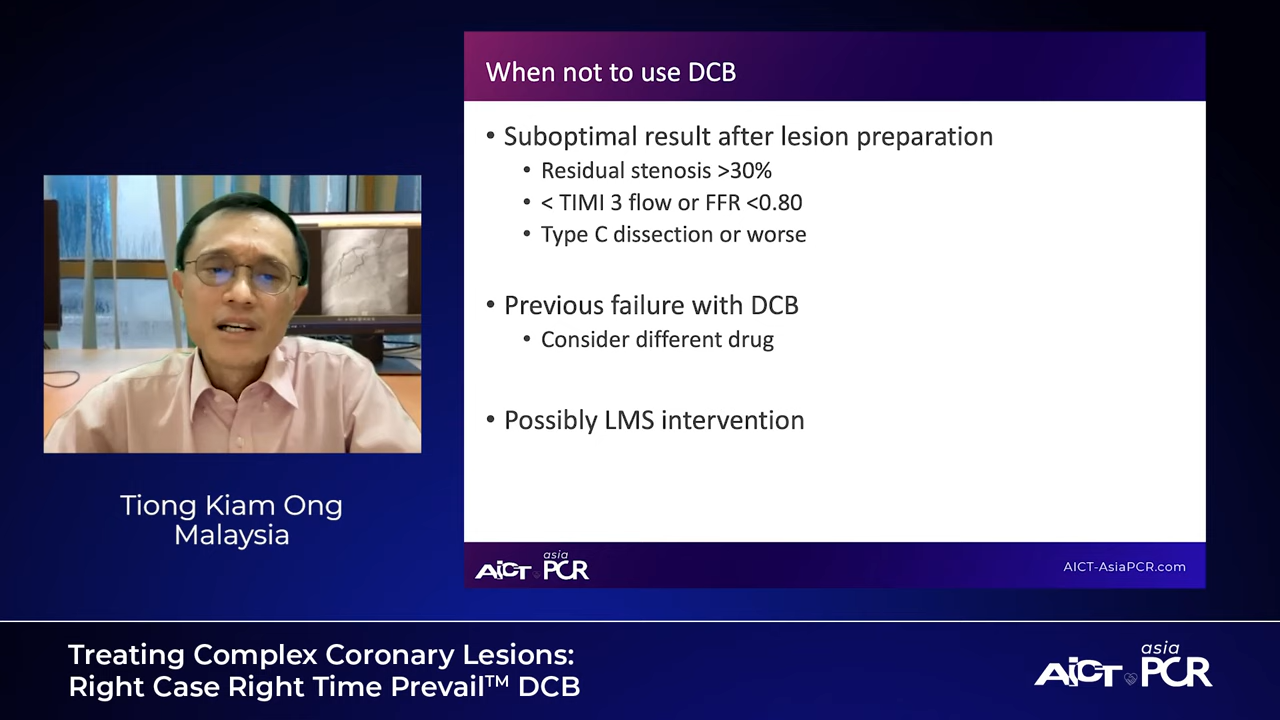 When not to use DCB
• Suboptimal result after lesion preparation
• Residual stenosis >30%
• < TIMI 3 flow or FFR <0.80
• Type C dissection or worse
• Previous failure with DCB
• Consider different drug
• Possibly LMS intervention
asia
AICT PCR
AICT-AsiaPCR.com
Tiong Kiam Ong
Malaysia
Treating Complex Coronary Lesions:
Right Case Right Time Prevail™ DCB
asia
AICT PCR